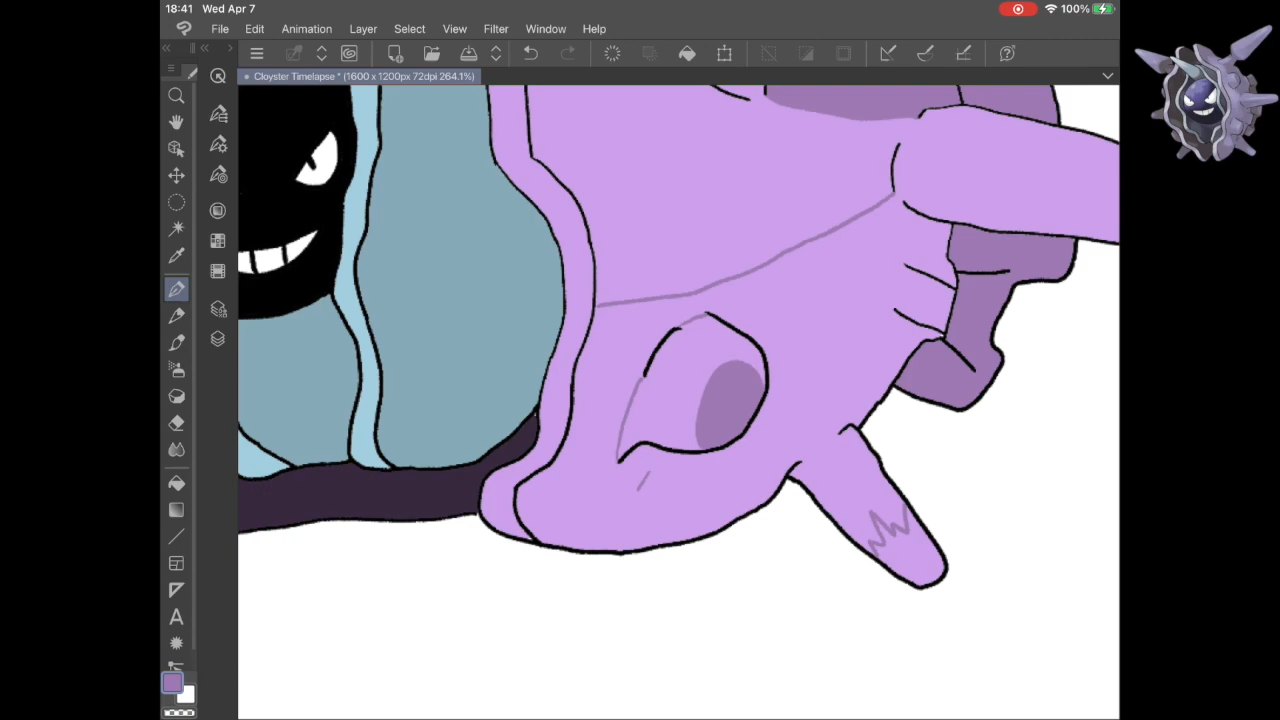 18:41 Wed Apr 7 100%
File Edit Animation Layer Select View Filter Window Help
Cloyster Timelapse * (1600 x 1200px 72dpi 264.1%)
A